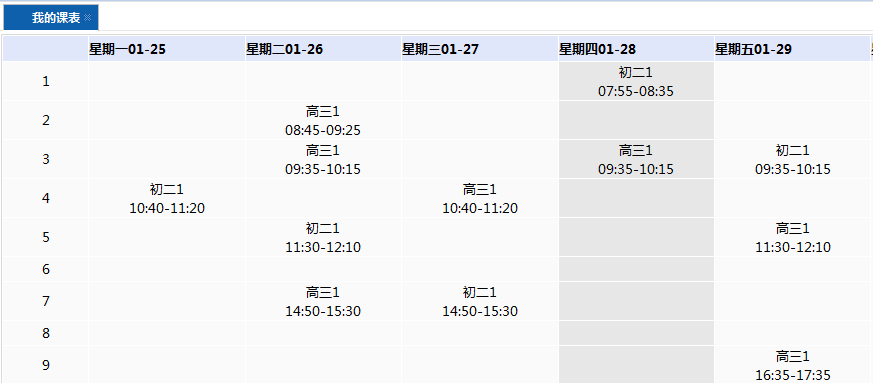 我的课表
星期一01-25 星期二01-26 星期三01-27 星期四01-28 星期五01-29
1 初二1
07:55-08:35
2 高三1
08:45-09:25
3 高三1 高三1 初二1
09:35-10:15 09:35-10:15 09:35-10:15
4 初二1 高三1
10:40-11:20 10:40-11:20
5 初二1 高三1
11:30-12:10 11:30-12:10
6
7 高三1 初二1
14:50-15:30 14:50-15:30
8
9 高三1
16:35-17:35